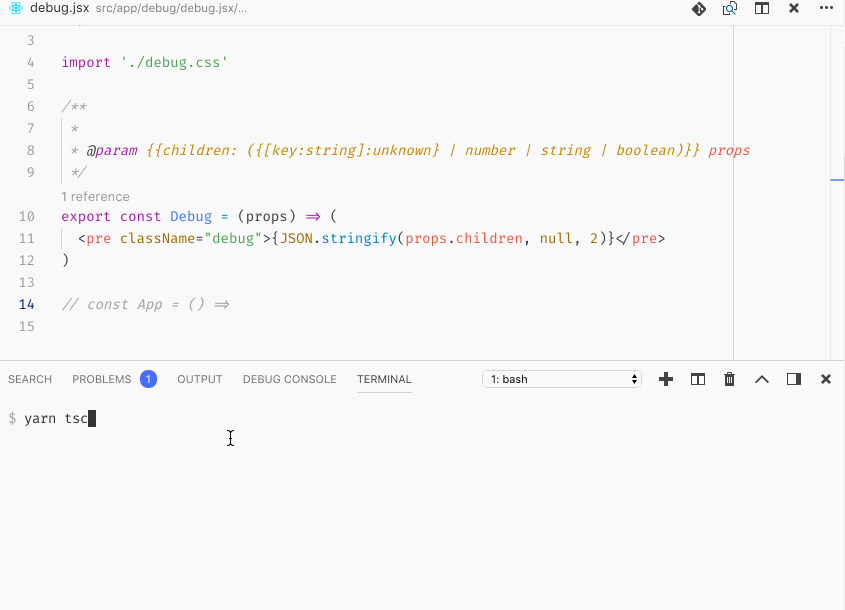 debug.jsx src/app/debug/debug.jsx/...
3
4 import './debug.css'
5
6 /**
7 *
8 * @param {{children: ({[key:string]:unknown} | number | string | boolean)}} props
9 */
1 reference
10 export const Debug = (props) => (
11 <pre className="debug">{JSON.stringify(props.children, null, 2)}</pre>
12 )
13
14 // const App = () =>
15
SEARCH PROBLEMS 1 OUTPUT DEBUG CONSOLE TERMINAL 1: bash
$ yarn tsc